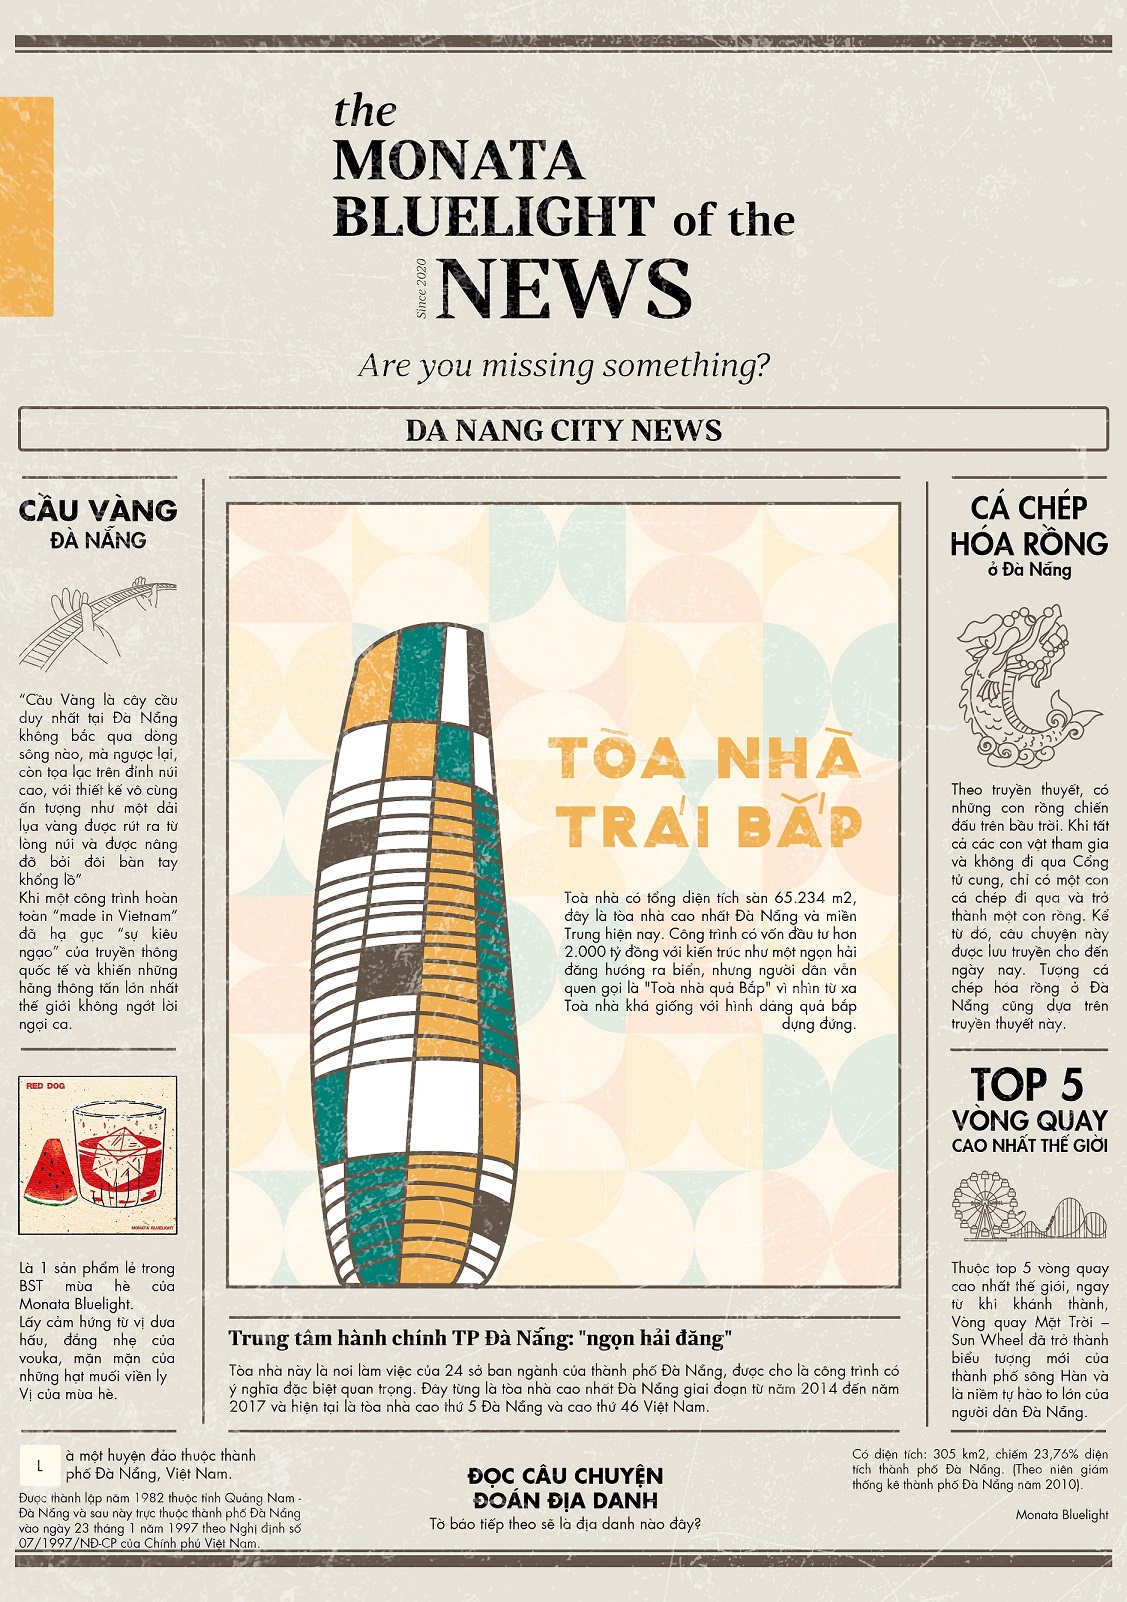 the
MONATA
BLUELIGHT of the
Since 2020
NEWS
Are you missing something?
DA NANG CITY NEWS
CẦU VÀNG
ĐÀ NẴNG
"Cầu Vàng là cây cầu
duy nhất tại Đà Nẵng
không bắc qua dòng
sông nào, mà ngược lại,
còn tọa lạc trên đỉnh núi
cao, với thiết kế vô cùng
ấn tượng như một dải
lụa vàng được rút ra từ
lòng núi và được nâng
đỡ bởi đôi bàn tay
khổng lồ"
Khi một công trình hoàn
toàn "made in Vietnam"
đã hạ gục "sự kiêu
ngạo" của truyền thông
quốc tế và khiến những
hãng thông tấn lớn nhất
thế giới không ngớt lời
ngợi ca.
RED DOG
MONATA BLUELIGHT
Là 1 sản phẩm lẻ trong
BST mùa hè của
Monata Bluelight.
Lấy cảm hứng từ vị dưa
hấu, đắng nhẹ của
vouka, mặn mặn của
những hạt muối viền ly
Vị của mùa hè.
TÒA NHÀ
TRÁI BẮP
Toà nhà có tổng diện tích sàn 65.234 m2,
đây là tòa nhà cao nhất Đà Nẵng và miền
Trung hiện nay. Công trình có vốn đầu tư hơn
2.000 tỷ đồng với kiến trúc như một ngọn hải
đăng hướng ra biển, nhưng người dân vẫn
quen gọi là "Toà nhà quả Bắp" vì nhìn từ xa
Toà nhà khá giống với hình dáng quả bắp
dựng đứng.
Trung tâm hành chính TP Đà Nẵng: "ngọn hải đăng"
Tòa nhà này là nơi làm việc của 24 sở ban ngành của thành phố Đà Nẵng, được cho là công trình có
ý nghĩa đặc biệt quan trọng. Đây từng là tòa nhà cao nhất Đà Nẵng giai đoạn từ năm 2014 đến năm
2017 và hiện tại là tòa nhà cao thứ 5 Đà Nẵng và cao thứ 46 Việt Nam.
CÁ CHÉP
HÓA RỒNG
ở Đà Nẵng
Theo truyền thuyết, có
những con rồng chiến
đấu trên bầu trời. Khi tất
cả các con vật tham gia
và không đi qua Cổng
tử cung, chỉ có một con
cá chép đi qua và trở
thành một con rồng. Kể
từ đó, câu chuyện này
được lưu truyền cho đến
ngày nay. Tượng cá
chép hóa rồng ở Đà
Nẵng cũng dựa trên
truyền thuyết này.
TOP 5
VÒNG QUAY
CAO NHẤT THẾ GIỚI
Thuộc top 5 vòng quay
cao nhất thế giới, ngay
từ khi khánh thành,
Vòng quay Mặt Trời –
Sun Wheel đã trở thành
biểu tượng mới của
thành phố sông Hàn và
là niềm tự hào to lớn của
người dân Đà Nẵng.
L à một huyện đảo thuộc thành
phố Đà Nẵng, Việt Nam.
Được thành lập năm 1982 thuộc tỉnh Quảng Nam -
Đà Nẵng và sau này trực thuộc thành phố Đà Nẵng
vào ngày 23 tháng 1 năm 1997 theo Nghị định số
07/1997/NĐ-CP của Chính phủ Việt Nam.
ĐỌC CÂU CHUYỆN
ĐOÁN ĐỊA DANH
Tờ báo tiếp theo sẽ là địa danh nào đây?
Có diện tích: 305 km2, chiếm 23,76% diện
tích thành phố Đà Nẵng. (Theo niên giám
thống kê thành phố Đà Nẵng năm 2010).
Monata Bluelight